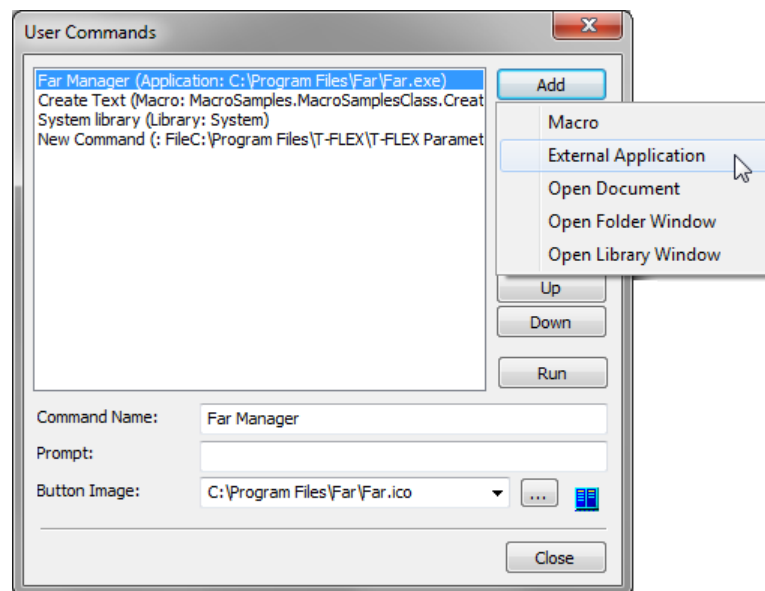 User Commands
Far Manager (Application: C:\Program Files\Far\Far.exe)
Create Text (Macro: MacroSamples.MacroSamplesClass.Creat
System library (Library: System)
New Command (: FileC:\Program Files\T-FLEX\T-FLEX Paramet
Add
Macro
External Application
Open Document
Open Folder Window
Open Library Window
Up
Down
Run
Command Name:
Far Manager
Prompt:
Button Image:
C:\Program Files\Far\Far.ico
...
Close